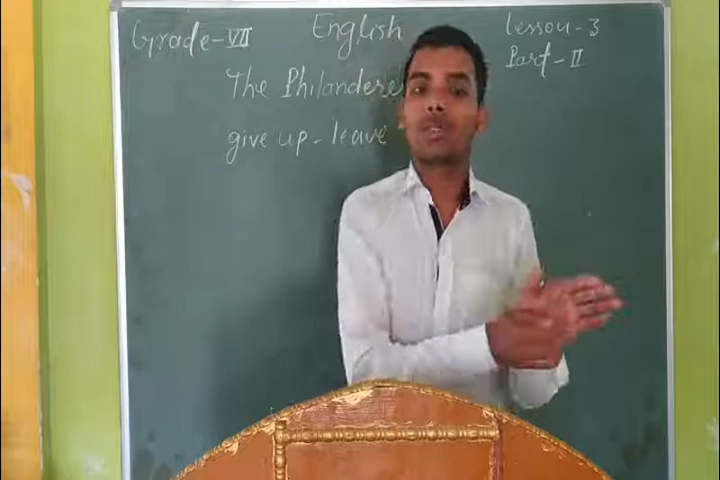 Grade-VII
English
Lesson-3
Part-II
The Philanderer
give up - leave